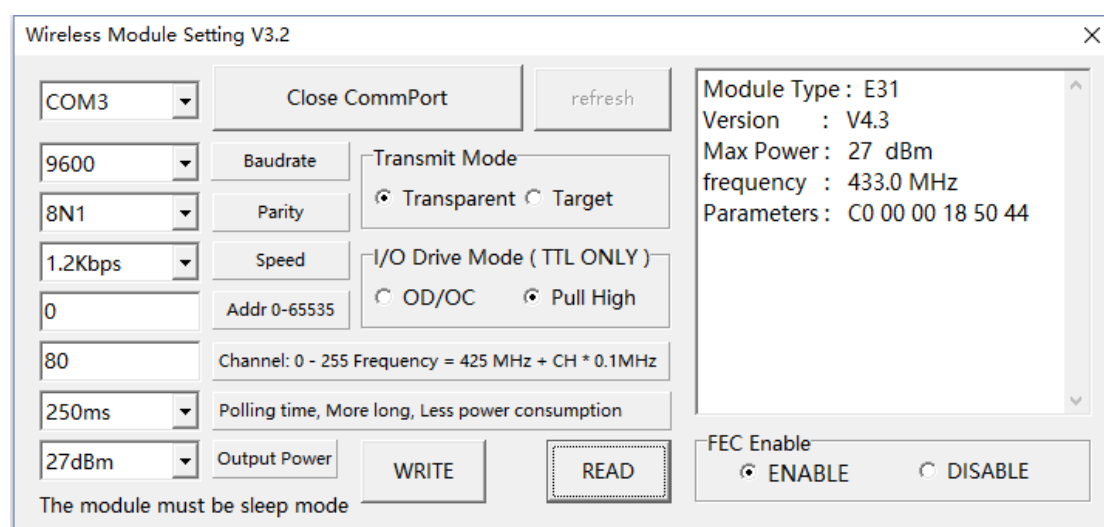 Wireless Module Setting V3.2
COM3
Close CommPort
refresh
9600
Baudrate
8N1
Parity
1.2Kbps
Speed
0
Addr 0-65535
Transmit Mode
Transparent
Target
I/O Drive Mode ( TTL ONLY )
OD/OC
Pull High
80
Channel: 0 - 255 Frequency = 425 MHz + CH * 0.1MHz
250ms
Polling time, More long, Less power consumption
27dBm
Output Power
WRITE
READ
The module must be sleep mode
Module Type : E31
Version : V4.3
Max Power : 27 dBm
frequency : 433.0 MHz
Parameters : C0 00 00 18 50 44
FEC Enable
ENABLE
DISABLE